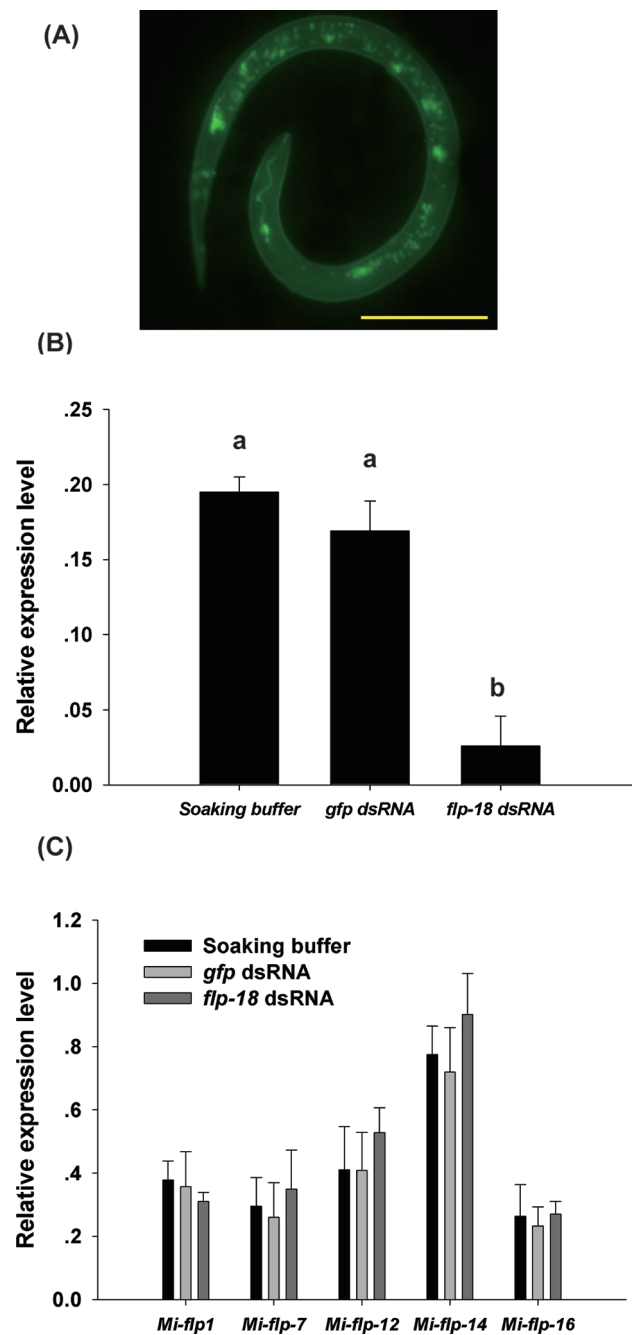 (A)
(B)
Relative expression level
.25
.20
.15
.10
.05
0.00
a
a
b
Soaking buffer
gfp dsRNA
flp-18 dsRNA
(C)
Relative expression level
1.2
1.0
.8
.6
.4
.2
0.0
Soaking buffer
gfp dsRNA
flp-18 dsRNA
Mi-flp1
Mi-flp-7
Mi-flp-12
Mi-flp-14
Mi-flp-16